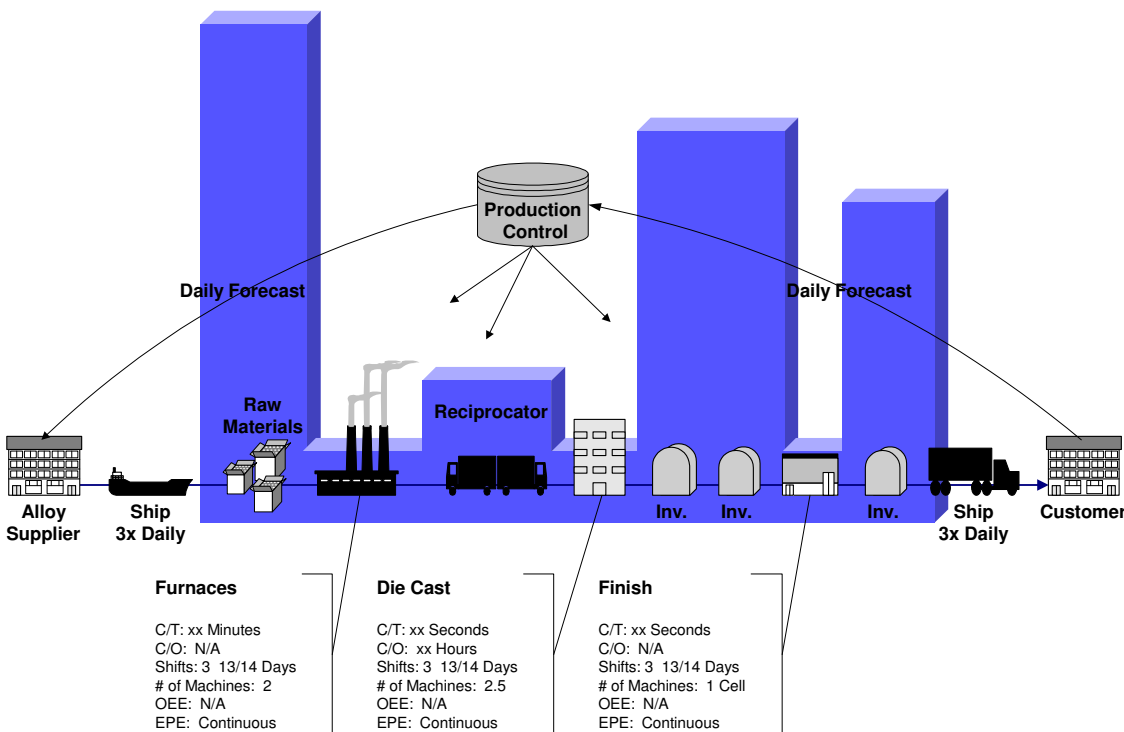 Production
Control
Daily Forecast
Daily Forecast
Raw
Materials
Reciprocator
Alloy
Supplier
Ship
3x Daily
Inv.
Inv.
Inv.
Ship
3x Daily
Customer
Furnaces
C/T: xx Minutes
C/O: N/A
Shifts: 3 13/14 Days
# of Machines: 2
OEE: N/A
EPE: Continuous
Die Cast
C/T: xx Seconds
C/O: xx Hours
Shifts: 3 13/14 Days
# of Machines: 2.5
OEE: N/A
EPE: Continuous
Finish
C/T: xx Seconds
C/O: N/A
Shifts: 3 13/14 Days
# of Machines: 1 Cell
OEE: N/A
EPE: Continuous